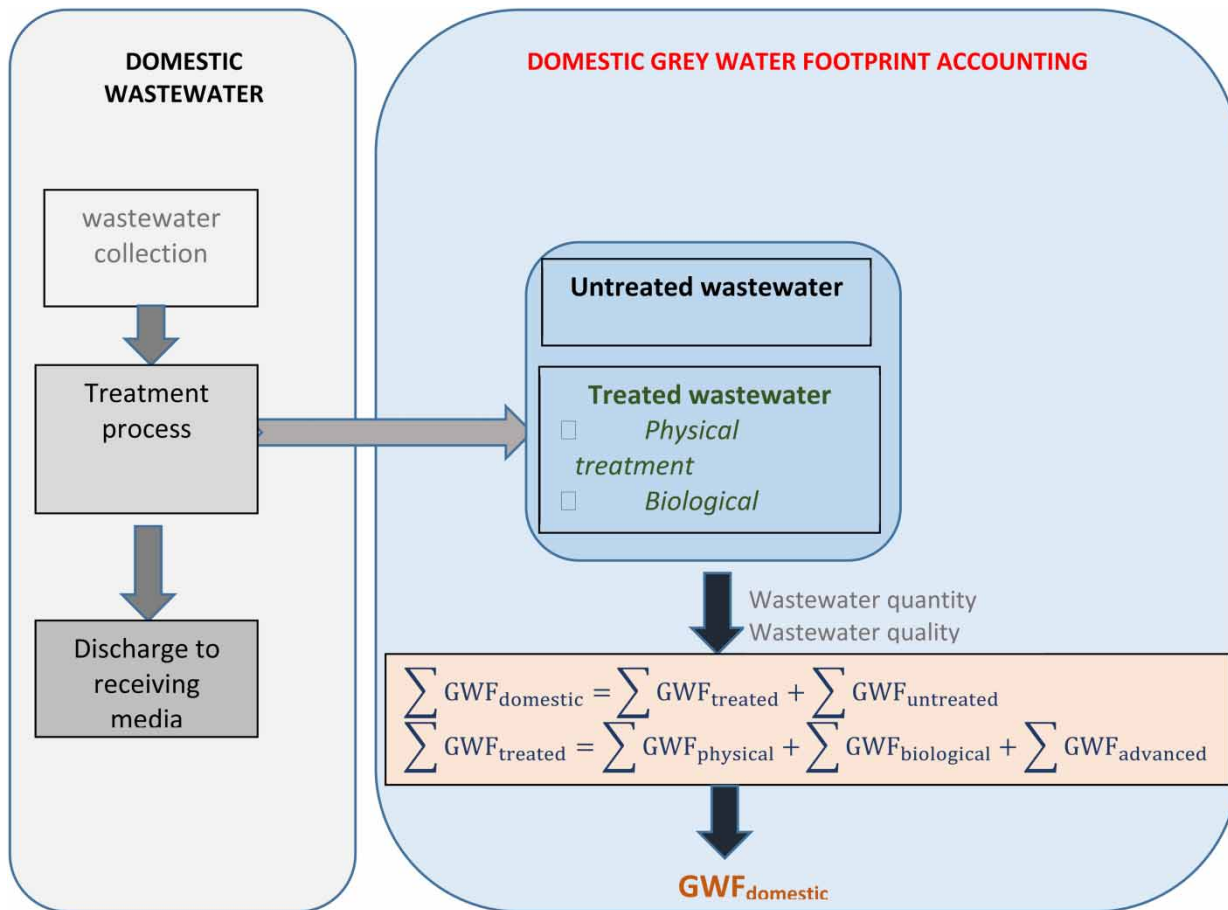 DOMESTIC
WASTEWATER
wastewater
collection
Treatment
process
Discharge to
receiving
media
DOMESTIC GREY WATER FOOTPRINT ACCOUNTING
Untreated wastewater
Treated wastewater
□ Physical
treatment
□ Biological
Wastewater quantity
Wastewater quality
∑ GWF_domestic = ∑ GWF_treated + ∑ GWF_untreated
∑ GWF_treated = ∑ GWF_physical + ∑ GWF_biological + ∑ GWF_advanced
GWF_domestic